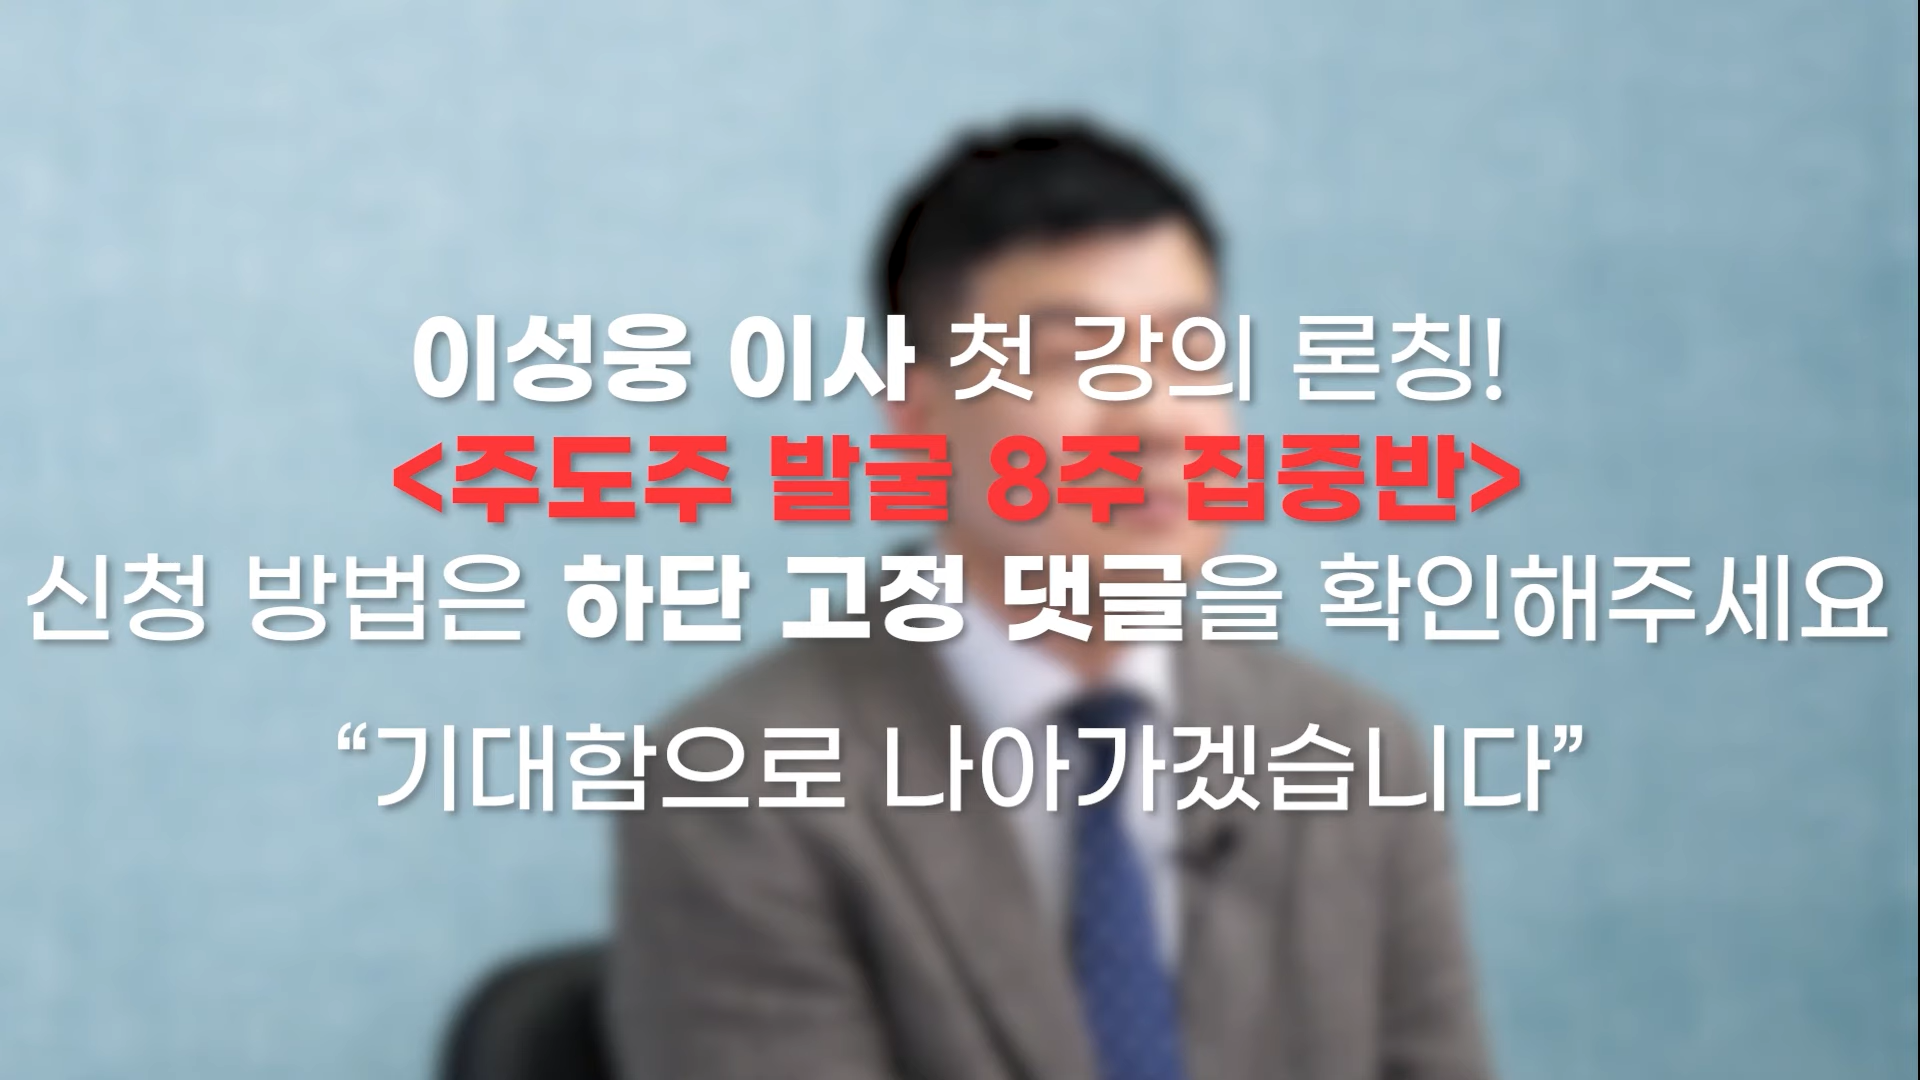 이성웅 이사 첫 강의 론칭!
<주도주 발굴 8주 집중반>
신청 방법은 하단 고정 댓글을 확인해주세요
“기대함으로 나아가겠습니다”